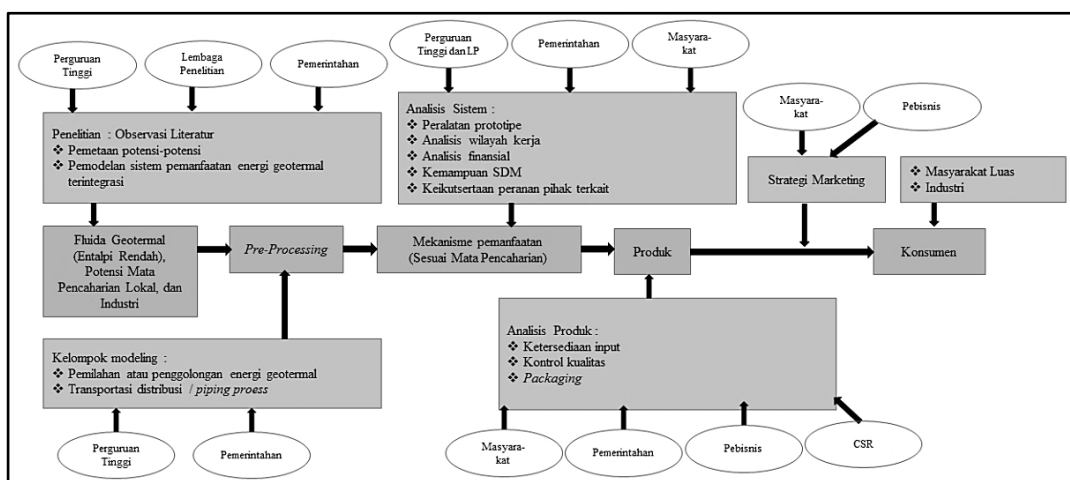 Perguruan
Tinggi
Lembaga
Penelitian
Pemerintahan
Perguruan
Tinggi dan LP
Pemerintahan
Masyara-
kat
Penelitian : Observasi Literatur
❖ Pemetaan potensi-potensi
❖ Pemodelan sistem pemanfaatan energi geotermal
terintegrasi
Analisis Sistem :
❖ Peralatan prototipe
❖ Analisis wilayah kerja
❖ Analisis finansial
❖ Kemampuan SDM
❖ Keikutsertaan peranan pihak terkait
Masyara-
kat
Pebisnis
Strategi Marketing
❖ Masyarakat Luas
❖ Industri
Fluida Geotermal
(Entalpi Rendah),
Potensi Mata
Pencaharian Lokal, dan
Industri
Pre-Processing
Mekanisme pemanfaatan
(Sesuai Mata Pencaharian)
Produk
Konsumen
Kelompok modeling :
❖ Pemilahan atau penggolongan energi geotermal
❖ Transportasi distribusi / piping proess
Perguruan
Tinggi
Pemerintahan
Analisis Produk :
❖ Ketersediaan input
❖ Kontrol kualitas
❖ Packaging
Masyara-
kat
Pemerintahan
Pebisnis
CSR